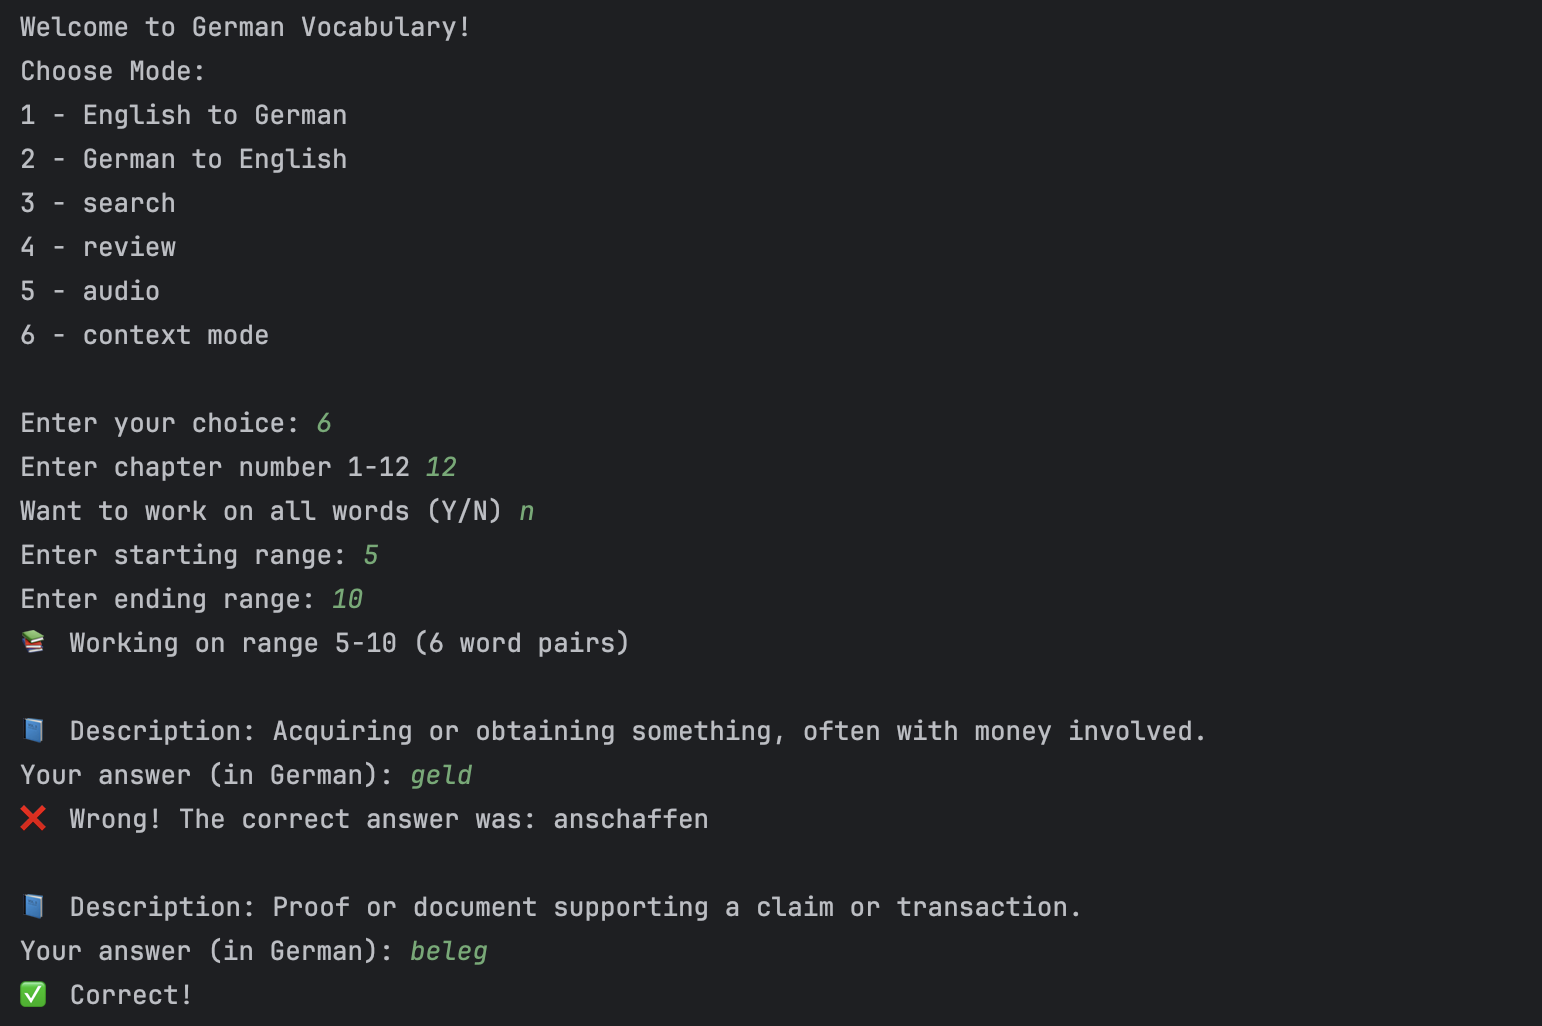 Welcome to German Vocabulary!
Choose Mode:
1 - English to German
2 - German to English
3 - search
4 - review
5 - audio
6 - context mode
Enter your choice: 6
Enter chapter number 1-12 12
Want to work on all words (Y/N) n
Enter starting range: 5
Enter ending range: 10
📚 Working on range 5-10 (6 word pairs)
📘 Description: Acquiring or obtaining something, often with money involved.
Your answer (in German): geld
❌ Wrong! The correct answer was: anschaffen
📘 Description: Proof or document supporting a claim or transaction.
Your answer (in German): beleg
✅ Correct!